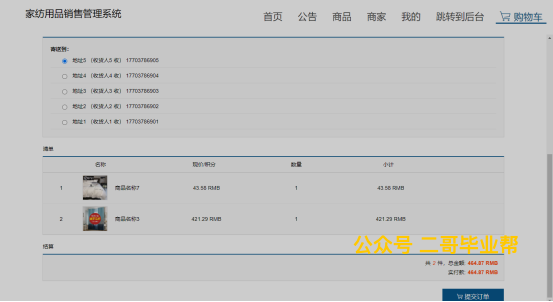 家纺用品销售管理系统
首页 公告 商品 商家 我的 跳转到后台 购物车
寄送到:
地址5 (收货人5 收) 17703786905
地址4 (收货人4 收) 17703786904
地址3 (收货人3 收) 17703786903
地址2 (收货人2 收) 17703786902
地址1 (收货人1 收) 17703786901
清单
名称 现价/积分 数量 小计
1 商品名称7 43.58 RMB 1 43.58 RMB
2 商品名称3 421.29 RMB 1 421.29 RMB
公众号 二哥毕业帮
结算
共 2 件, 总金额: 464.87 RMB
实付款: 464.87 RMB
提交订单